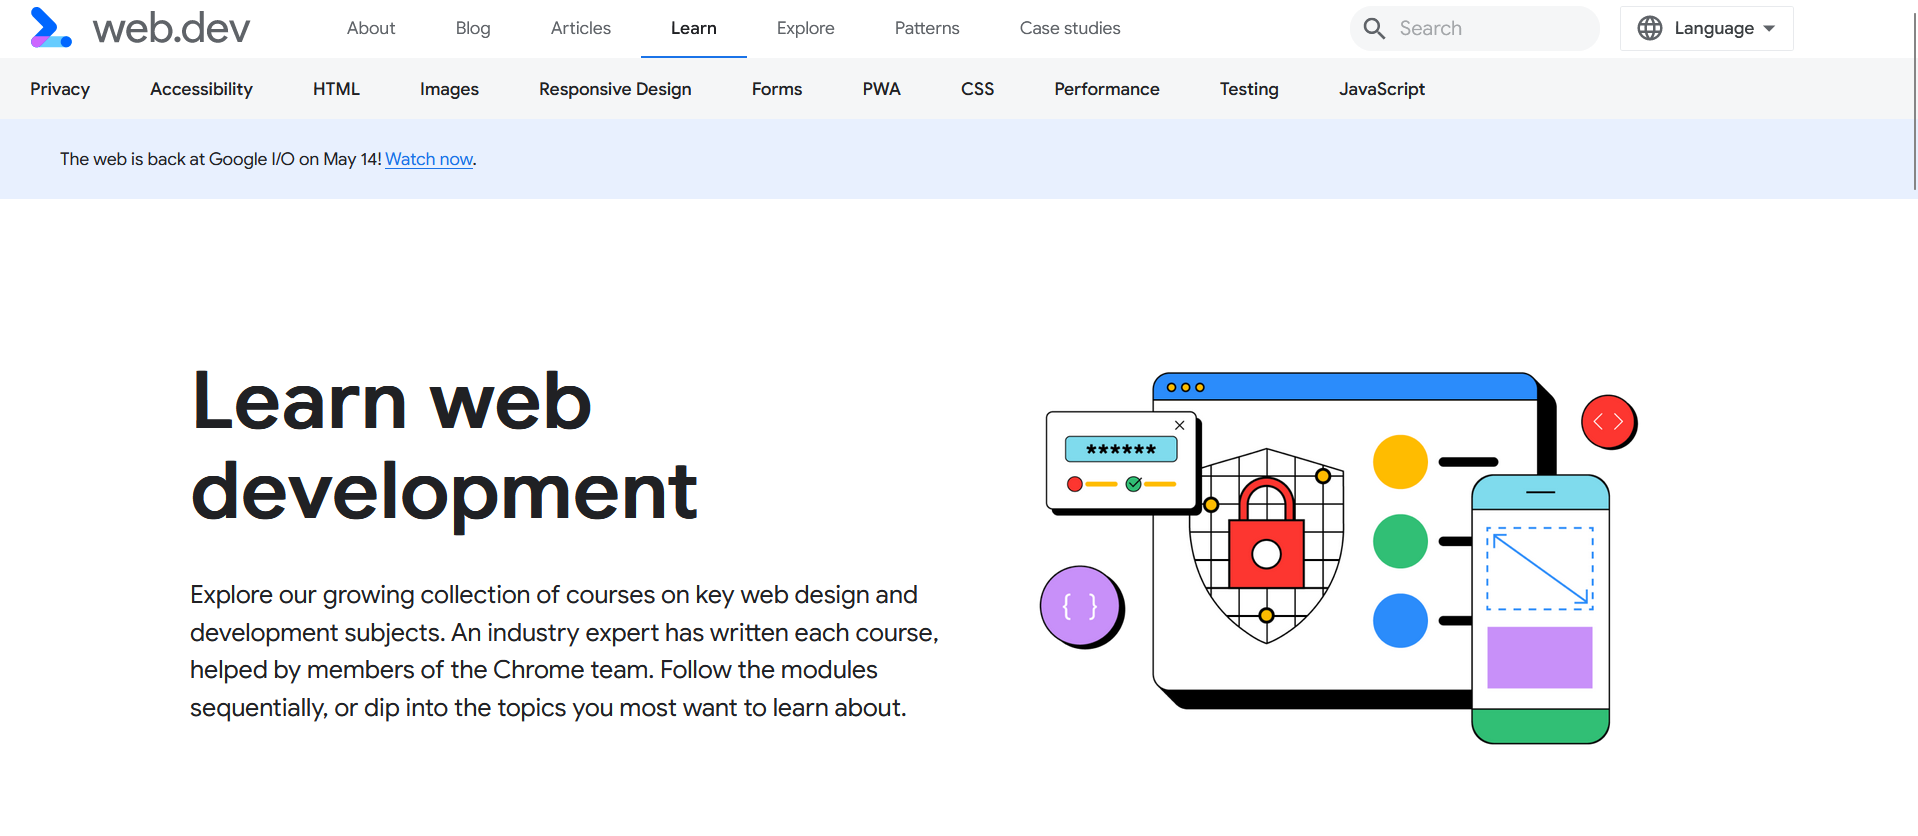 web.dev About Blog Articles Learn Explore Patterns Case studies Search Language
Privacy Accessibility HTML Images Responsive Design Forms PWA CSS Performance Testing JavaScript
The web is back at Google I/O on May 14! Watch now.
Learn web
development
Explore our growing collection of courses on key web design and
development subjects. An industry expert has written each course,
helped by members of the Chrome team. Follow the modules
sequentially, or dip into the topics you most want to learn about.
******
< >
{ }